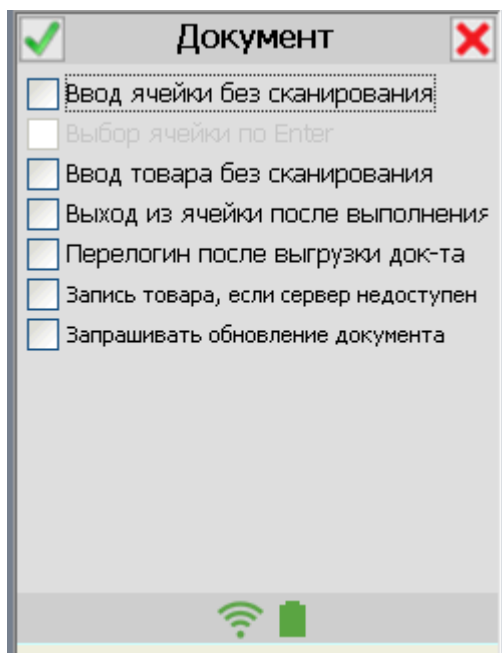 Документ
Ввод ячейки без сканирования
Выбор ячейки по Enter
Ввод товара без сканирования
Выход из ячейки после выполнения
Перелогин после выгрузки док-та
Запись товара, если сервер недоступен
Запрашивать обновление документа